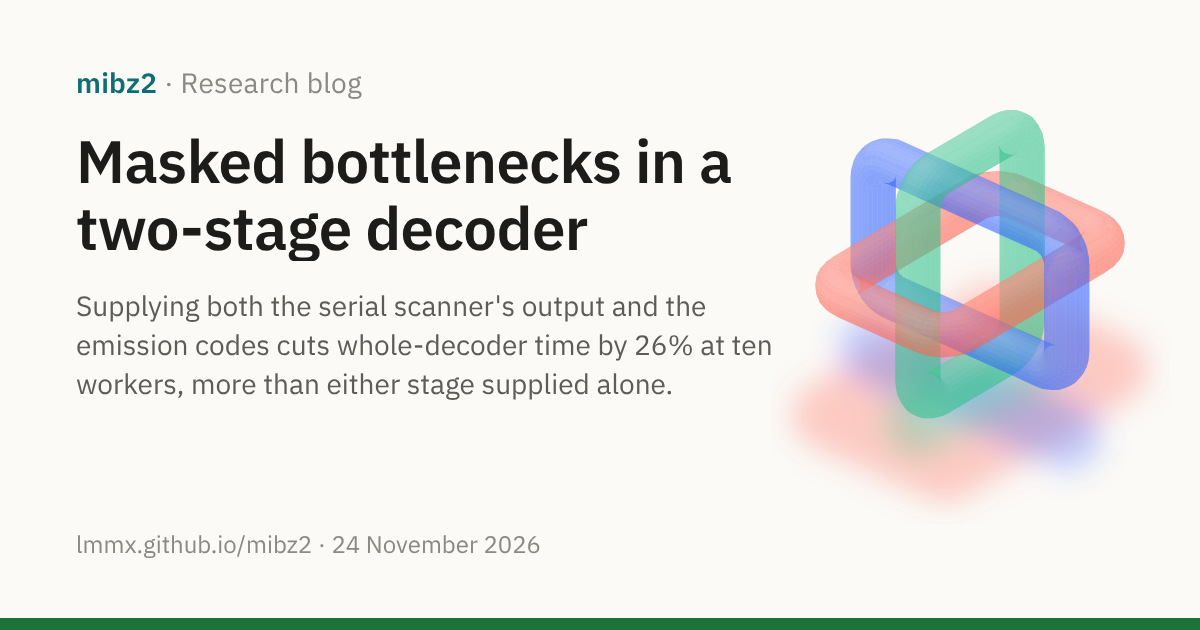 mibz2 · Research blog
Masked bottlenecks in a
two-stage decoder
Supplying both the serial scanner's output and the
emission codes cuts whole-decoder time by 26% at ten
workers, more than either stage supplied alone.
lmmx.github.io/mibz2 · 24 November 2026